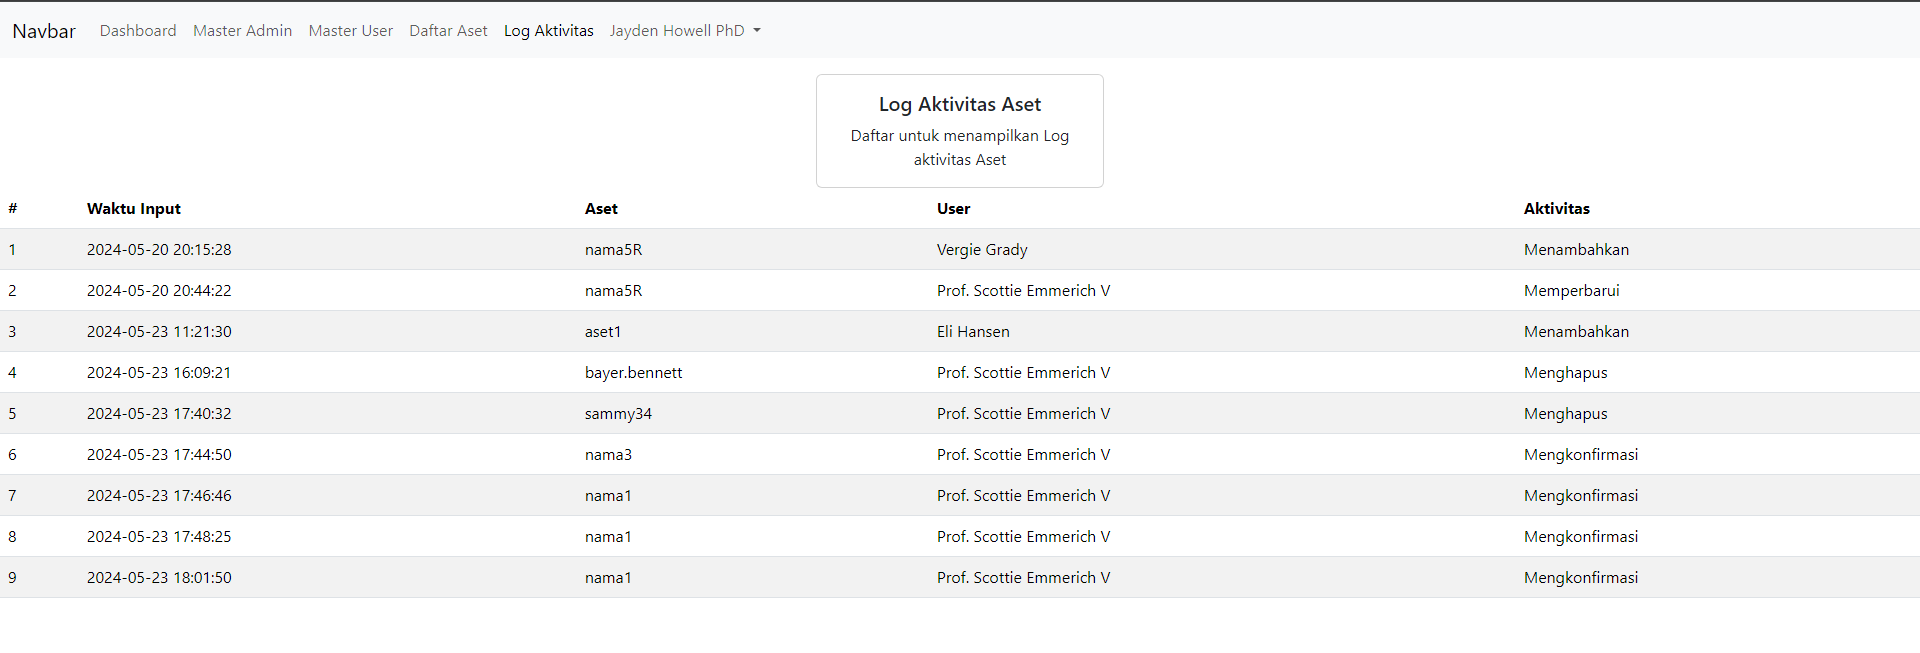 Navbar Dashboard Master Admin Master User Daftar Aset Log Aktivitas Jayden Howell PhD
Log Aktivitas Aset
Daftar untuk menampilkan Log
aktivitas Aset
# Waktu Input Aset User Aktivitas
1 2024-05-20 20:15:28 nama5R Vergie Grady Menambahkan
2 2024-05-20 20:44:22 nama5R Prof. Scottie Emmerich V Memperbarui
3 2024-05-23 11:21:30 aset1 Eli Hansen Menambahkan
4 2024-05-23 16:09:21 bayer.bennett Prof. Scottie Emmerich V Menghapus
5 2024-05-23 17:40:32 sammy34 Prof. Scottie Emmerich V Menghapus
6 2024-05-23 17:44:50 nama3 Prof. Scottie Emmerich V Mengkonfirmasi
7 2024-05-23 17:46:46 nama1 Prof. Scottie Emmerich V Mengkonfirmasi
8 2024-05-23 17:48:25 nama1 Prof. Scottie Emmerich V Mengkonfirmasi
9 2024-05-23 18:01:50 nama1 Prof. Scottie Emmerich V Mengkonfirmasi